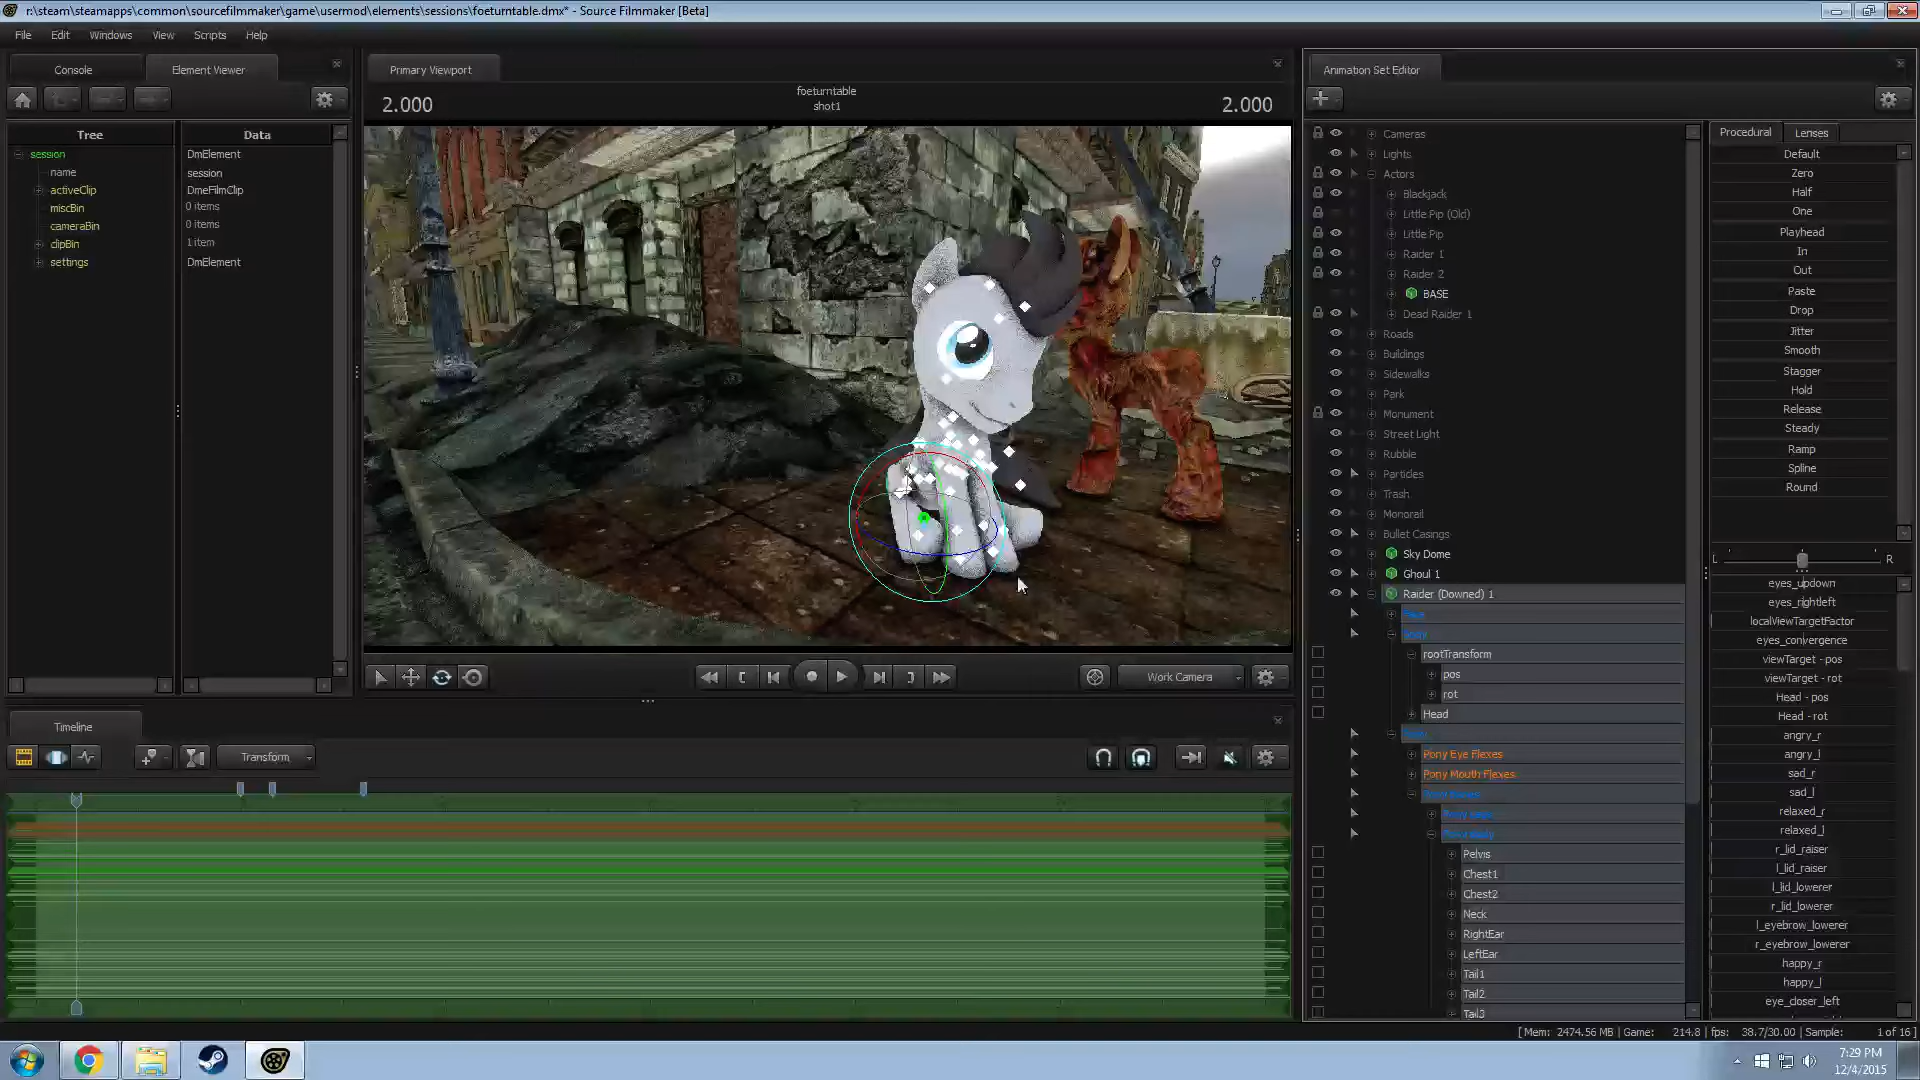 r:\steam\steamapps\common\sourcefilmmaker\game\usermod\elements\sessions\foeturntable.dmx* - Source Filmmaker [Beta]
File Edit Windows View Scripts Help
Console Element Viewer
Tree Data
session DmElement
name session
activeClip DmeFilmClip
miscBin 0 items
cameraBin 0 items
clipBin 1 item
settings DmElement
Primary Viewport
2.000 foeturntable 2.000
shot1
Work Camera
Timeline
Transform
Animation Set Editor
Cameras
Lights
Actors
Blackjack
Little Pip (Old)
Little Pip
Raider 1
Raider 2
BASE
Dead Raider 1
Roads
Buildings
Sidewalks
Park
Monument
Street Light
Rubble
Particles
Trash
Monorail
Bullet Casings
Sky Dome
Ghoul 1
Raider (Downed) 1
rootTransform
pos
rot
Head
Pony Eye Flexes
Pony Mouth Flexes
Pelvis
Chest1
Chest2
Neck
RightEar
LeftEar
Tail1
Tail2
Tail3
Procedural Lenses
Default
Zero
Half
One
Playhead
In
Out
Paste
Drop
Jitter
Smooth
Stagger
Hold
Release
Steady
Ramp
Spline
Round
L R
eyes_updown
eyes_rightleft
localViewTargetFactor
eyes_convergence
viewTarget - pos
viewTarget - rot
Head - pos
Head - rot
angry_r
angry_l
sad_r
sad_l
relaxed_r
relaxed_l
r_lid_raiser
l_lid_raiser
l_lid_lowerer
r_lid_lowerer
l_eyebrow_lowerer
r_eyebrow_lowerer
happy_r
happy_l
eye_closer_left
[ Mem: 2474.56 MB | Game: 214.8 | fps: 38.7/30.00 | Sample: 1 of 16 ]
7:29 PM
12/4/2015